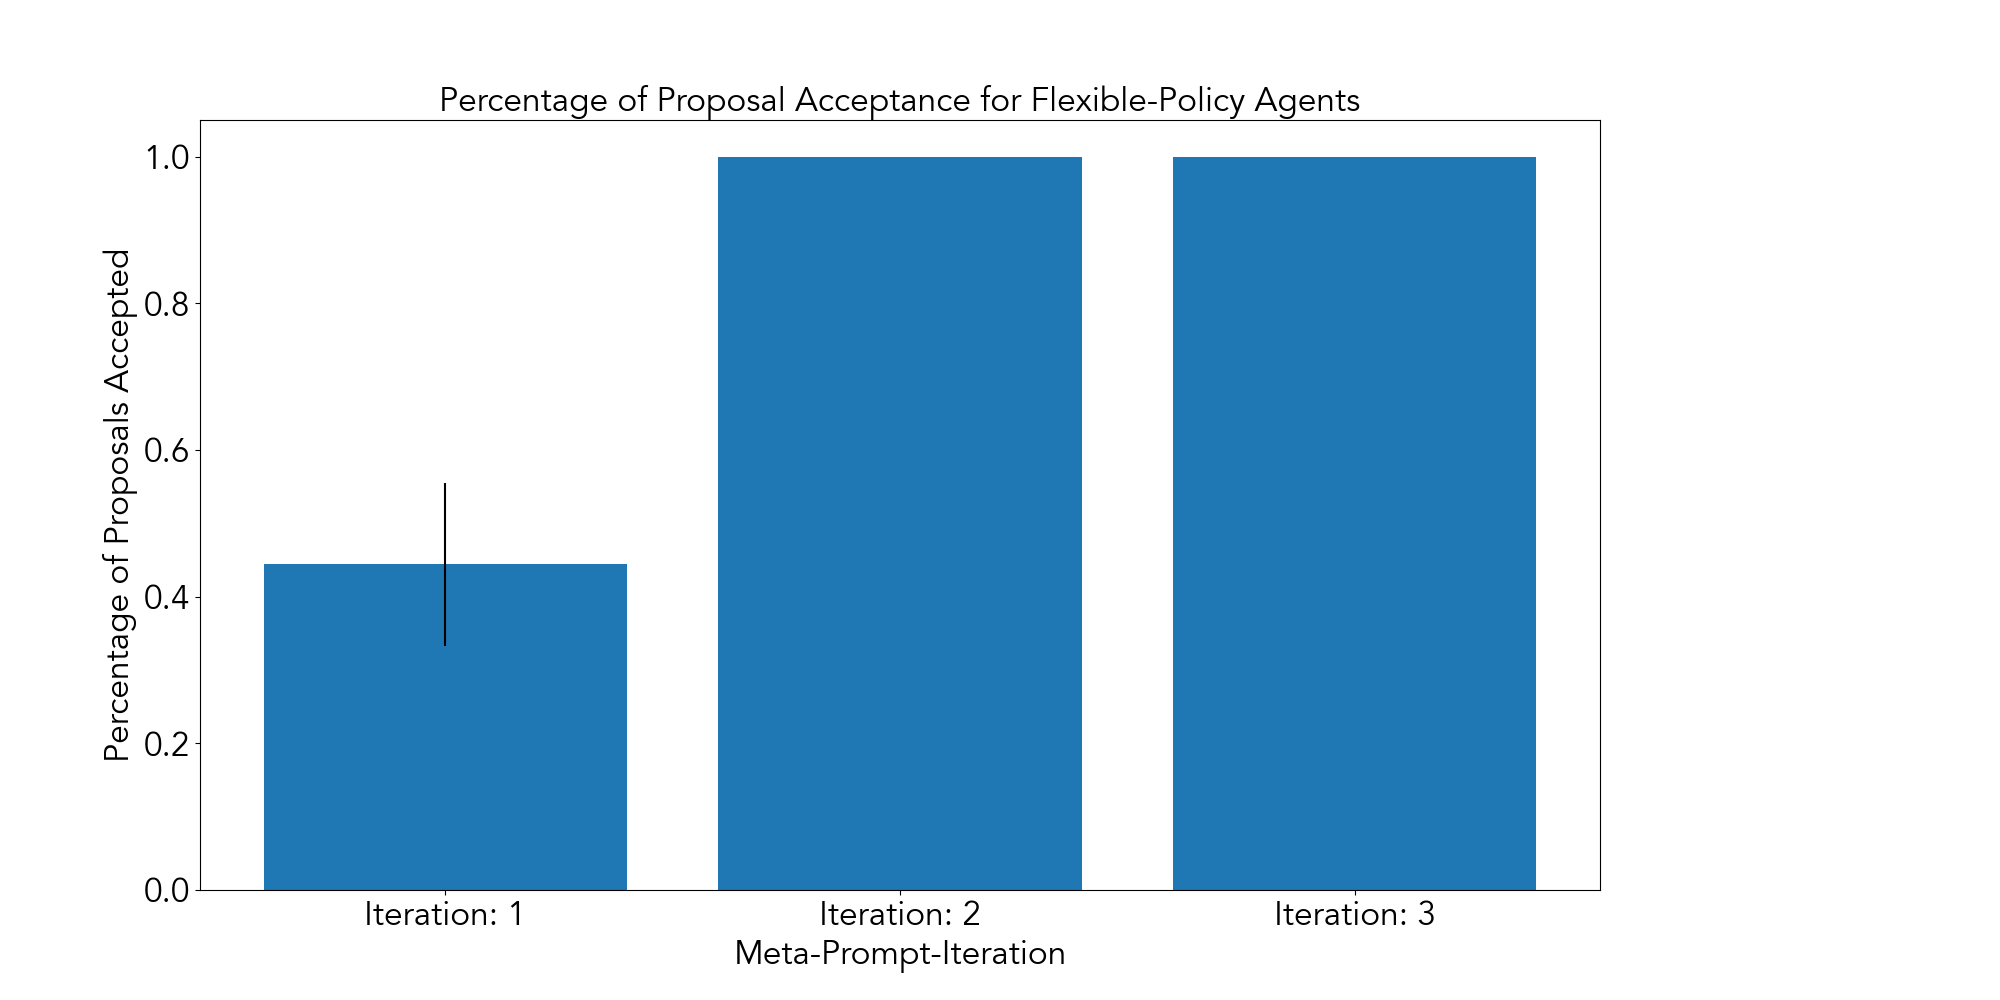 Percentage of Proposal Acceptance for Flexible-Policy Agents
Percentage of Proposals Accepted
1.0
0.8
0.6
0.4
0.2
0.0
Iteration: 1
Iteration: 2
Iteration: 3
Meta-Prompt-Iteration